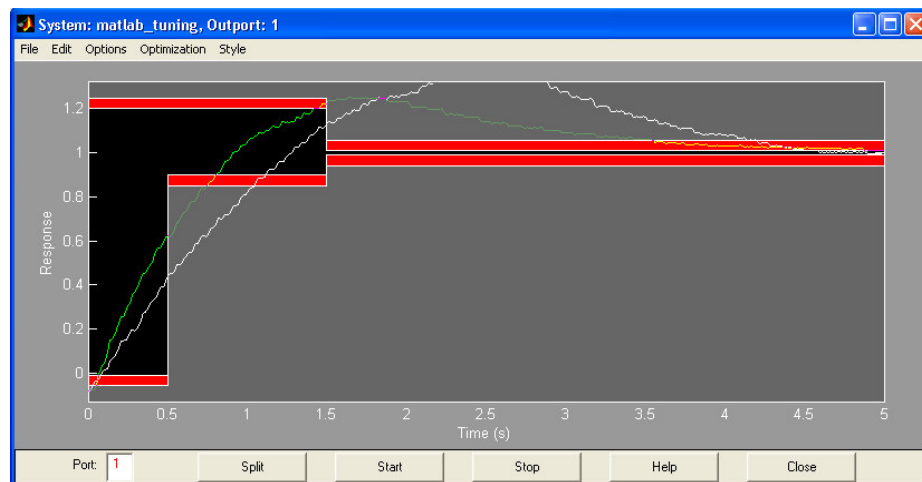 System: matlab_tuning, Outport: 1
File Edit Options Optimization Style
1.2
1
0.8
0.6
0.4
0.2
0
Response
0 0.5 1 1.5 2 2.5 3 3.5 4 4.5 5
Time (s)
Port: 1 Split Start Stop Help Close